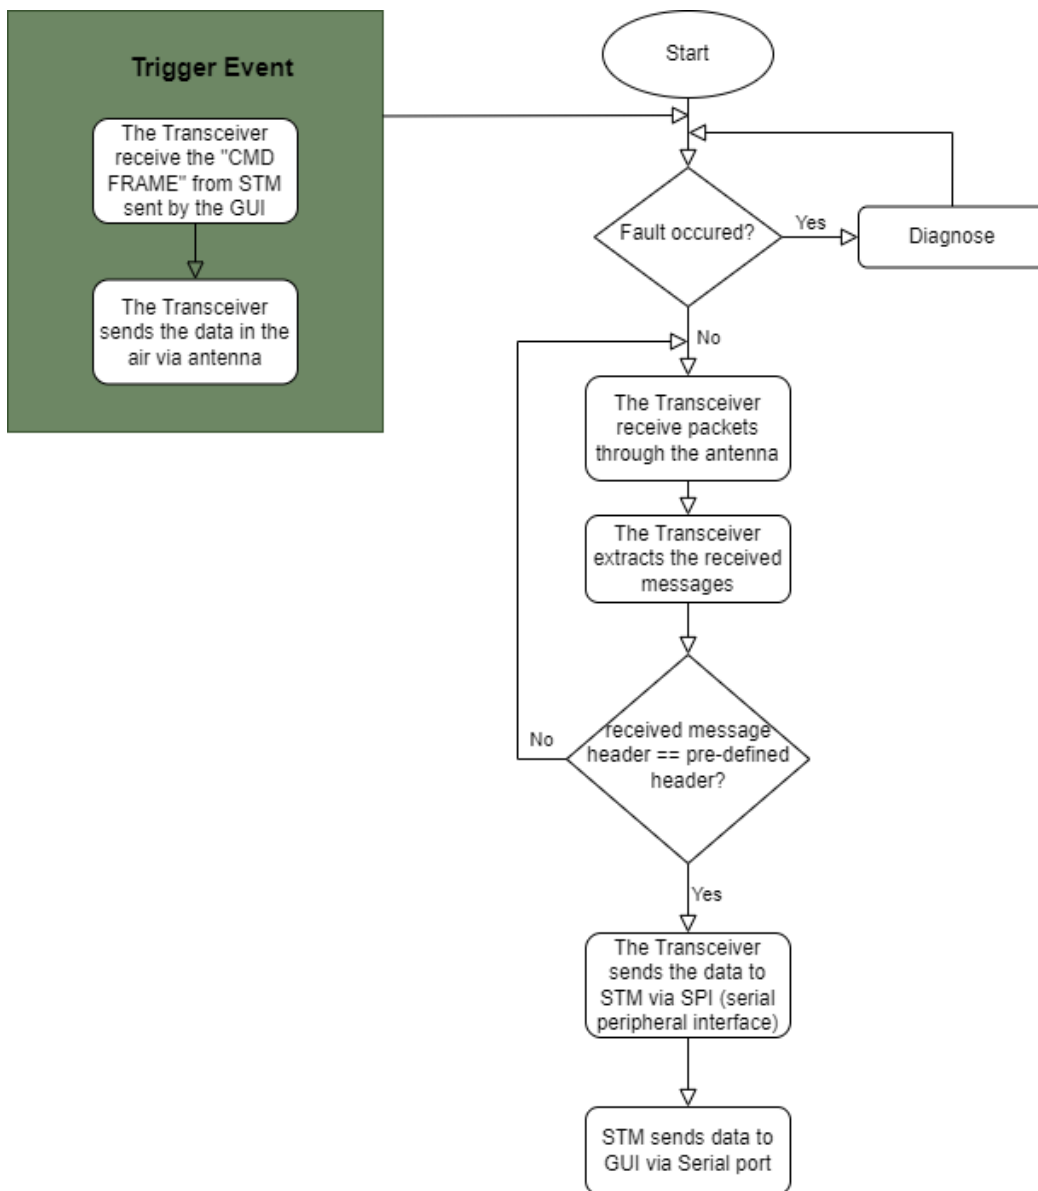 Trigger Event
The Transceiver
receive the "CMD
FRAME" from STM
sent by the GUI
The Transceiver
sends the data in the
air via antenna
Start
Fault occured?
Yes
Diagnose
No
The Transceiver
receive packets
through the antenna
The Transceiver
extracts the received
messages
received message
header == pre-defined
header?
No
Yes
The Transceiver
sends the data to
STM via SPI (serial
peripheral interface)
STM sends data to
GUI via Serial port